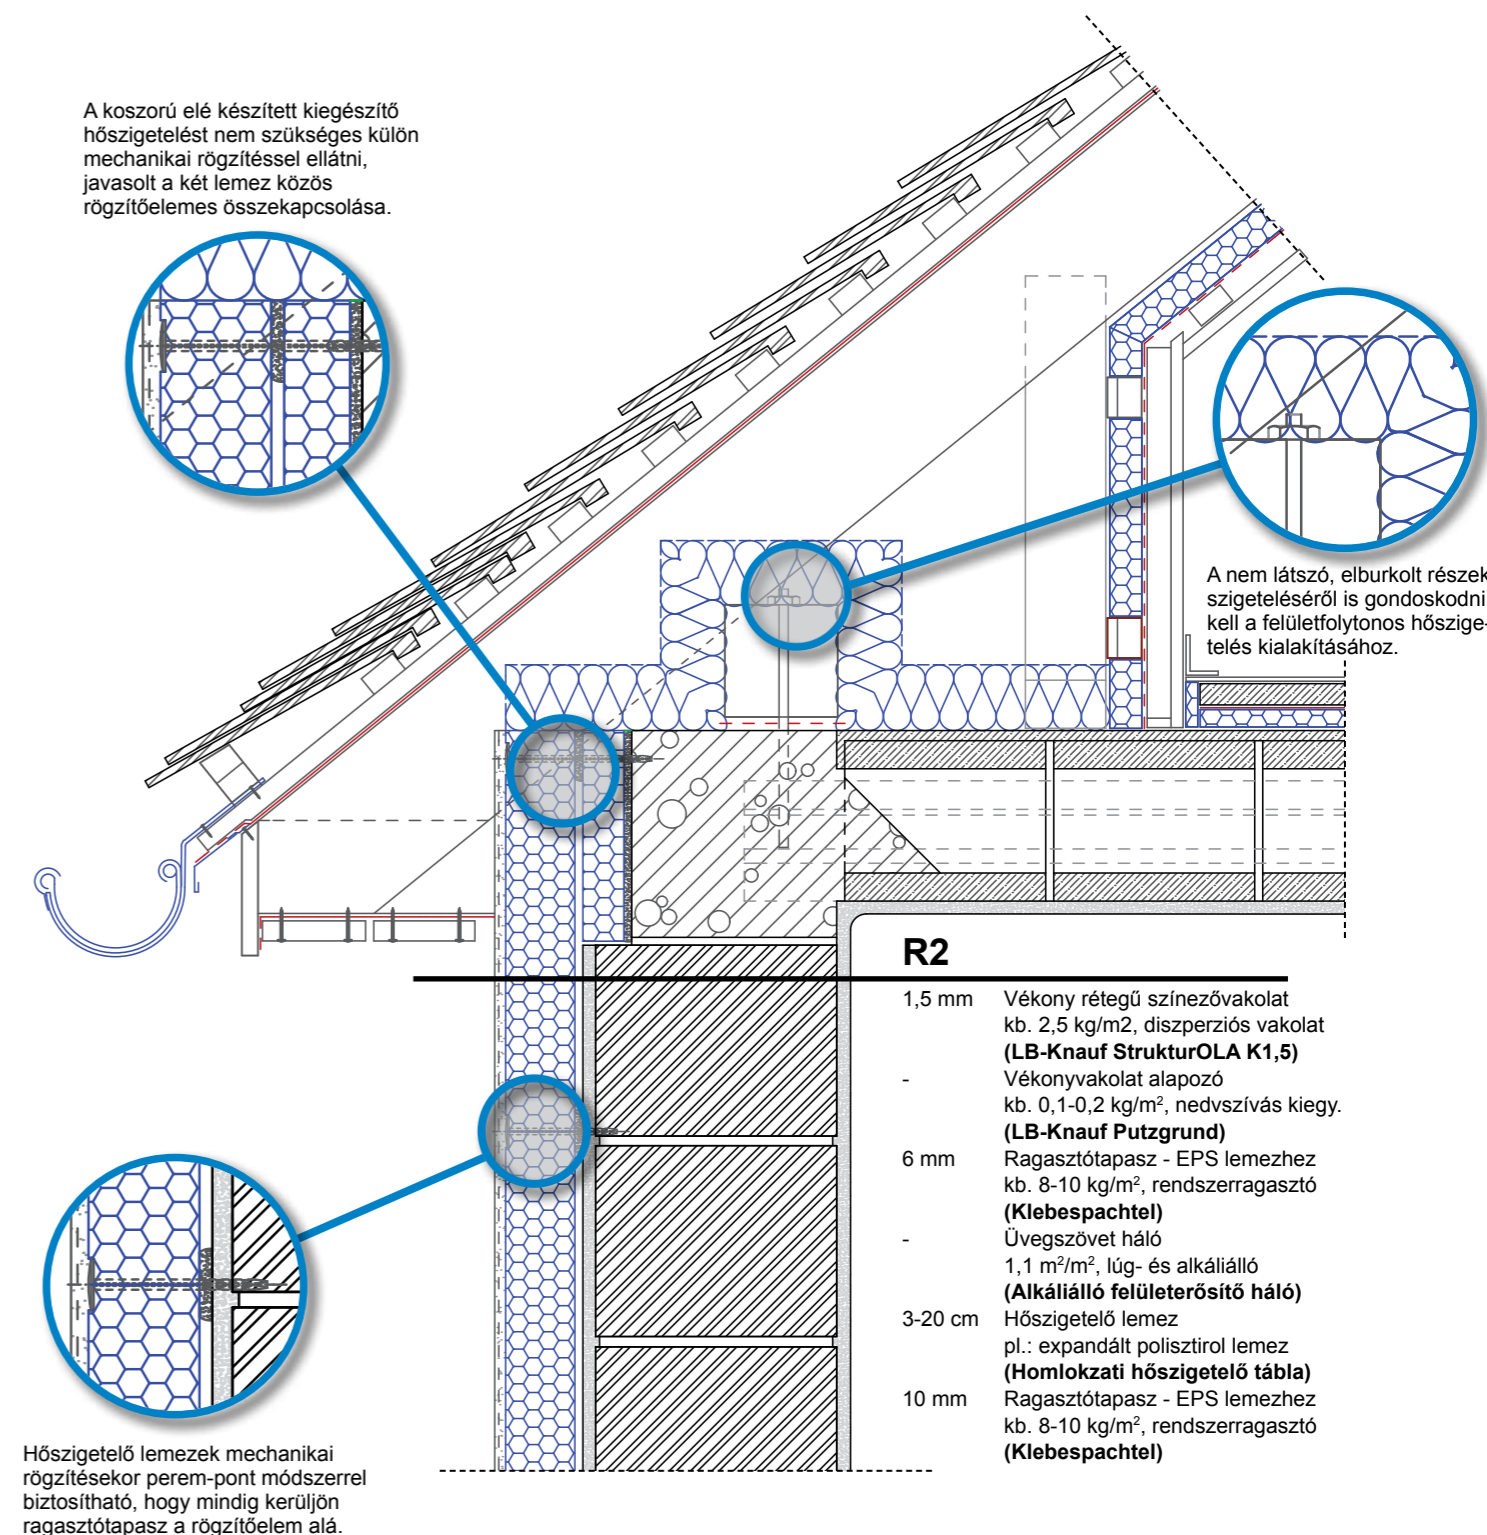 A koszorú elé készített kiegészítő
hőszigetelést nem szükséges külön
mechanikai rögzítéssel ellátni,
javasolt a két lemez közös
rögzítőelemes összekapcsolása.
A nem látszó, elburkolt részek
szigeteléséről is gondoskodni
kell a felületfolytonos hőszige-
telés kialakításához.
R2
1,5 mm Vékony rétegű színezővakolat
kb. 2,5 kg/m2, diszperziós vakolat
(LB-Knauf StrukturOLA K1,5)
- Vékonyvakolat alapozó
kb. 0,1-0,2 kg/m², nedvszívás kiegy.
(LB-Knauf Putzgrund)
6 mm Ragasztótapasz - EPS lemezhez
kb. 8-10 kg/m², rendszerragasztó
(Klebespachtel)
- Üvegszövet háló
1,1 m²/m², lúg- és alkáliálló
(Alkáliálló felületerősítő háló)
3-20 cm Hőszigetelő lemez
pl.: expandált polisztirol lemez
(Homlokzati hőszigetelő tábla)
10 mm Ragasztótapasz - EPS lemezhez
kb. 8-10 kg/m², rendszerragasztó
(Klebespachtel)
Hőszigetelő lemezek mechanikai
rögzítésekor perem-pont módszerrel
biztosítható, hogy mindig kerüljön
ragasztótapasz a rögzítőelem alá.